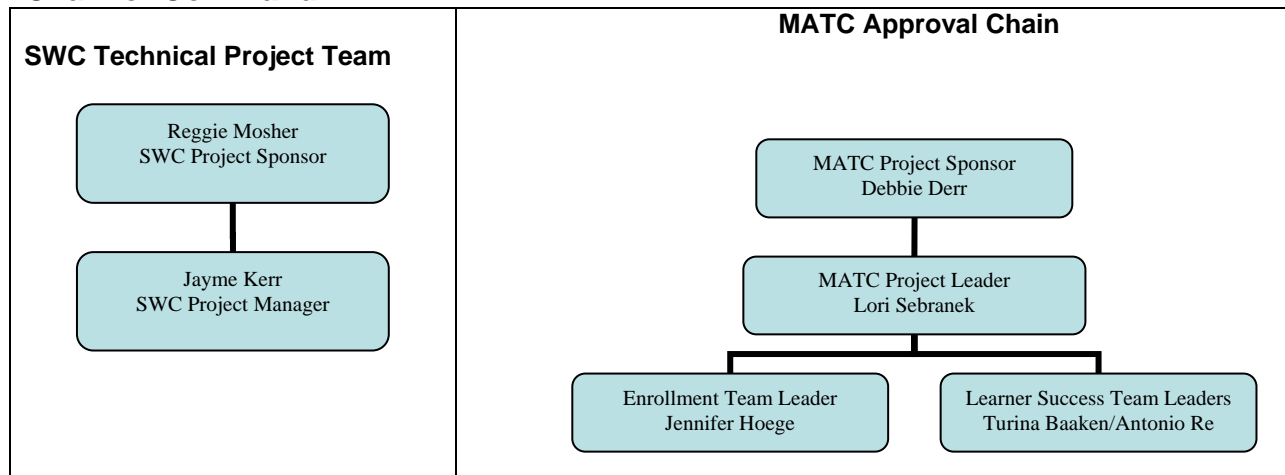 SWC Technical Project Team
Reggie Mosher
SWC Project Sponsor
Jayme Kerr
SWC Project Manager
MATC Approval Chain
MATC Project Sponsor
Debbie Derr
MATC Project Leader
Lori Sebranek
Enrollment Team Leader
Jennifer Hoege
Learner Success Team Leaders
Turina Baaken/Antonio Re